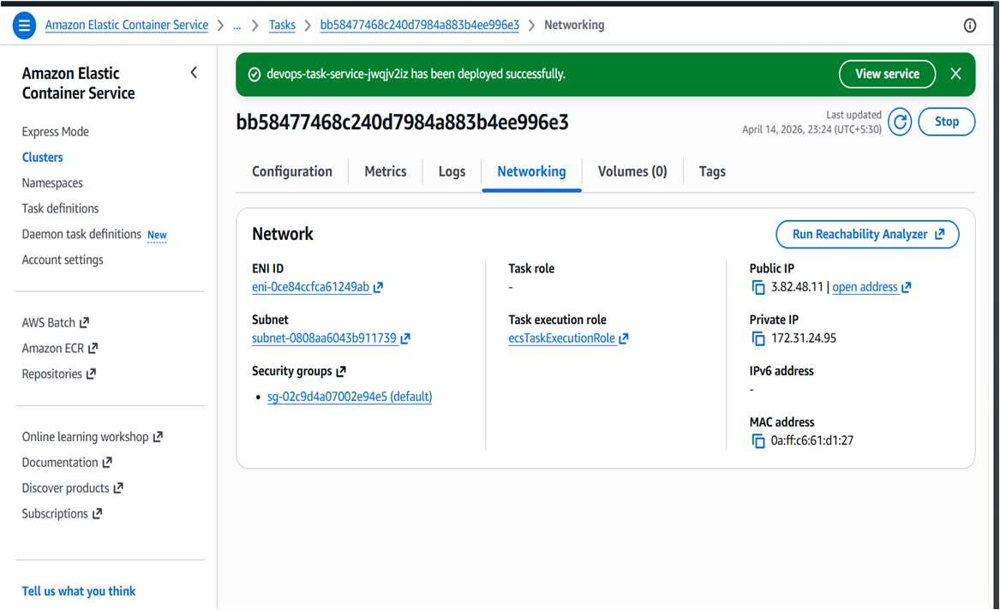 Amazon Elastic Container Service > ... > Tasks > bb58477468c240d7984a883b4ee996e3 > Networking
Amazon Elastic
Container Service
Express Mode
Clusters
Namespaces
Task definitions
Daemon task definitions New
Account settings
AWS Batch
Amazon ECR
Repositories
Online learning workshop
Documentation
Discover products
Subscriptions
Tell us what you think
devops-task-service-jwqjv2iz has been deployed successfully.
View service
bb58477468c240d7984a883b4ee996e3
Last updated
April 14, 2026, 23:24 (UTC+5:30)
Stop
Configuration
Metrics
Logs
Networking
Volumes (0)
Tags
Network
Run Reachability Analyzer
ENI ID
eni-0ce84ccfca61249ab
Subnet
subnet-0808aa6043b911739
Security groups
• sg-02c9d4a07002e94e5 (default)
Task role
-
Task execution role
ecsTaskExecutionRole
Public IP
3.82.48.11 | open address
Private IP
172.31.24.95
IPv6 address
-
MAC address
0a:ff:c6:61:d1:27